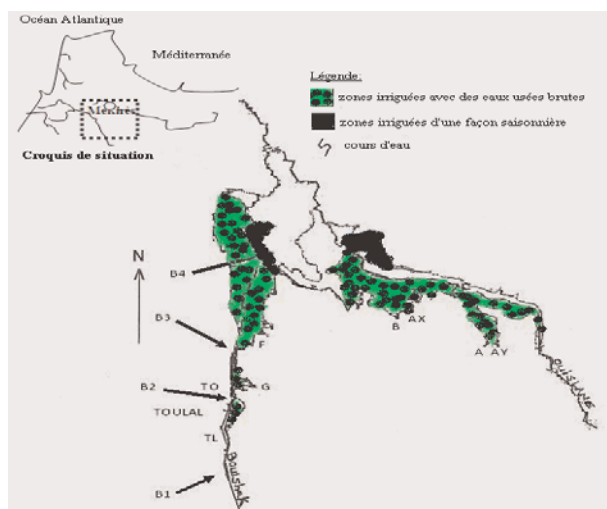 Océan Atlantique
Méditerranée
Légende:
zones irriguées avec des eaux usées brutes
zones irriguées d'une façon saisonnière
cours d'eau
Croquis de situation
N
B4
B3
F
B
AX
A AY
B2
TO
G
TOULAL
TL
B1